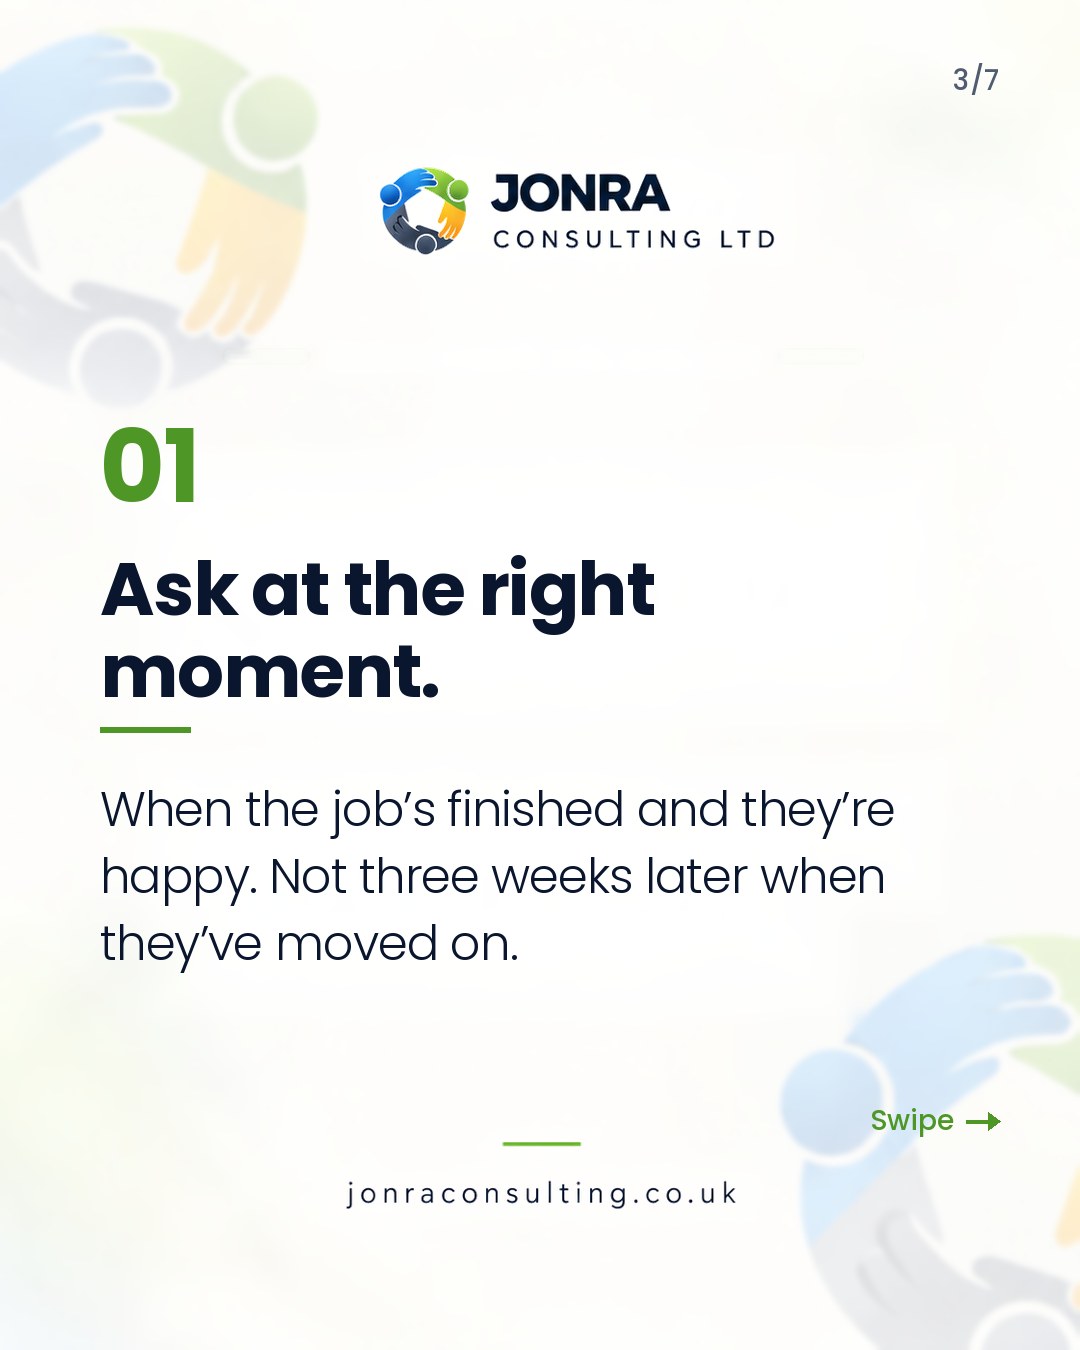 3/7
JONRA
CONSULTING LTD
01
Ask at the right
moment.
When the job’s finished and they’re
happy. Not three weeks later when
they’ve moved on.
Swipe →
jonraconsulting.co.uk